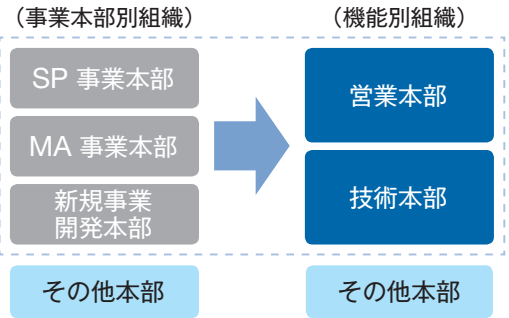 （事業本部別組織）
SP 事業本部
MA 事業本部
新規事業
開発本部
その他本部
（機能別組織）
営業本部
技術本部
その他本部